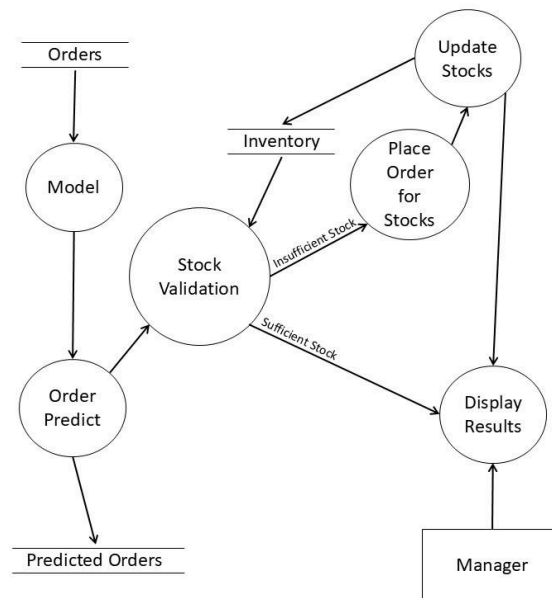 Orders
Update
Stocks
Inventory
Place
Order
for
Stocks
Model
Insufficient Stock
Stock
Validation
Sufficient Stock
Order
Predict
Display
Results
Predicted Orders
Manager